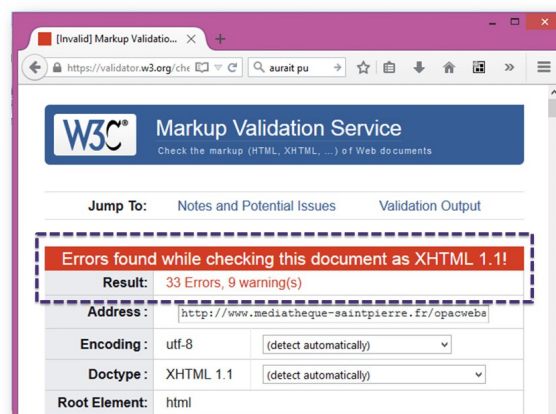 [Invalid] Markup Validatio...
https://validator.w3.org/che
aurait pu
W3C®
Markup Validation Service
Check the markup (HTML, XHTML, ...) of Web documents
Jump To: Notes and Potential Issues Validation Output
Errors found while checking this document as XHTML 1.1!
Result: 33 Errors, 9 warning(s)
Address : http://www.mediatheque-saintpierre.fr/opacweba
Encoding : utf-8 (detect automatically)
Doctype : XHTML 1.1 (detect automatically)
Root Element: html